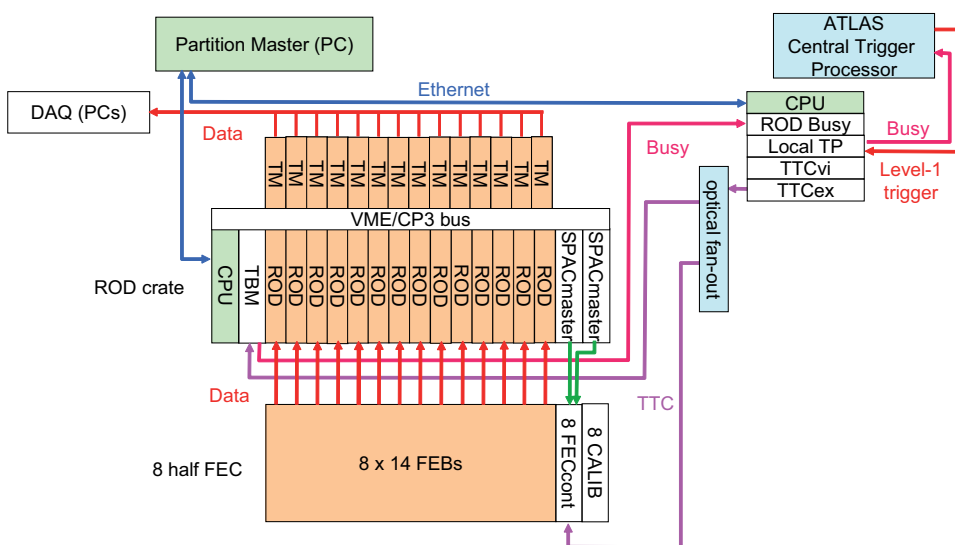 ATLAS
Central Trigger
Processor
Partition Master (PC)
Ethernet
DAQ (PCs)
Data
CPU
ROD Busy
Local TP
TTCvi
TTCex
Busy
Busy
Level-1
trigger
TM
TM
TM
TM
TM
TM
TM
TM
TM
TM
TM
TM
TM
TM
VME/CP3 bus
optical fan-out
ROD crate
CPU
TBM
ROD
ROD
ROD
ROD
ROD
ROD
ROD
ROD
ROD
ROD
ROD
ROD
ROD
ROD
SPACmaster
SPACmaster
Data
TTC
8 half FEC
8 x 14 FEBs
8 FECcont
8 CALIB